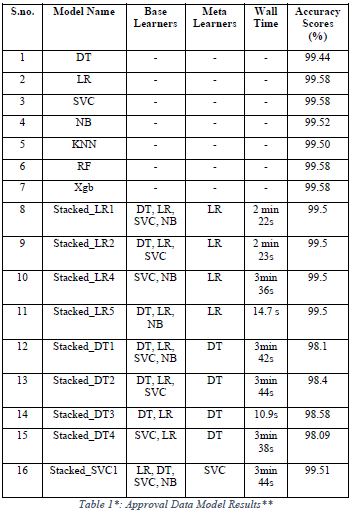 S.no. Model Name Base Learners Meta Learners Wall Time Accuracy Scores (%)
1 DT - - - 99.44
2 LR - - - 99.58
3 SVC - - - 99.58
4 NB - - - 99.52
5 KNN - - - 99.50
6 RF - - - 99.58
7 Xgb - - - 99.58
8 Stacked_LR1 DT, LR, SVC, NB LR 2 min 22s 99.5
9 Stacked_LR2 DT, LR, SVC LR 2 min 23s 99.5
10 Stacked_LR4 SVC, NB LR 3min 36s 99.5
11 Stacked_LR5 DT, LR, NB LR 14.7 s 99.5
12 Stacked_DT1 DT, LR, SVC, NB DT 3min 42s 98.1
13 Stacked_DT2 DT, LR, SVC DT 3min 44s 98.4
14 Stacked_DT3 DT, LR DT 10.9s 98.58
15 Stacked_DT4 SVC, LR DT 3min 38s 98.09
16 Stacked_SVC1 LR, DT, SVC, NB SVC 3min 44s 99.51
Table 1*: Approval Data Model Results**